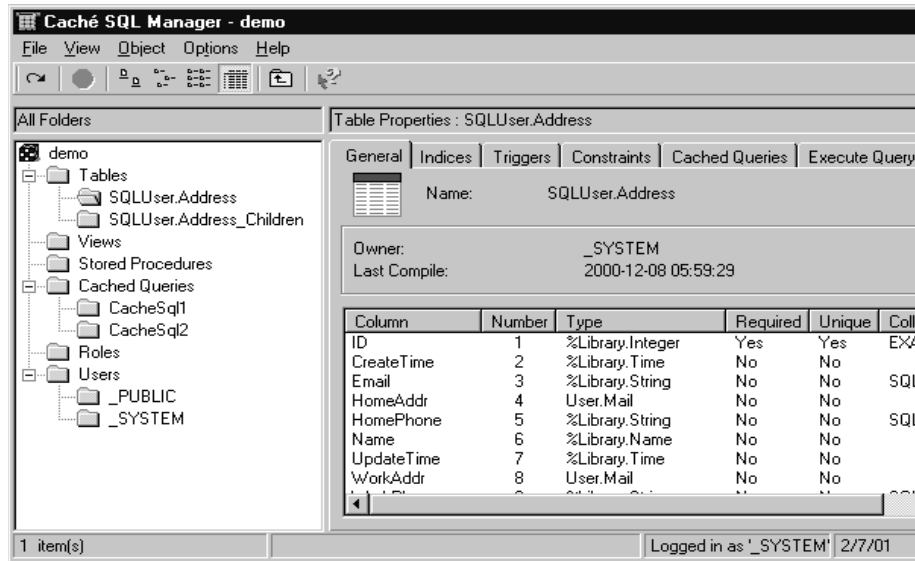 Caché SQL Manager - demo
File View Object Options Help
All Folders
Table Properties : SQLUser.Address
demo
Tables
SQLUser.Address
SQLUser.Address_Children
Views
Stored Procedures
Cached Queries
CacheSql1
CacheSql2
Roles
Users
_PUBLIC
_SYSTEM
General Indices Triggers Constraints Cached Queries Execute Query
Name: SQLUser.Address
Owner: _SYSTEM
Last Compile: 2000-12-08 05:59:29
Column Number Type Required Unique Coll
ID 1 %Library.Integer Yes Yes EXA
CreateTime 2 %Library.Time No No
Email 3 %Library.String No No SQL
HomeAddr 4 User.Mail No No
HomePhone 5 %Library.String No No SQL
Name 6 %Library.Name No No
UpdateTime 7 %Library.Time No No
WorkAddr 8 User.Mail No No
1 item(s)
Logged in as '_SYSTEM' 2/7/01